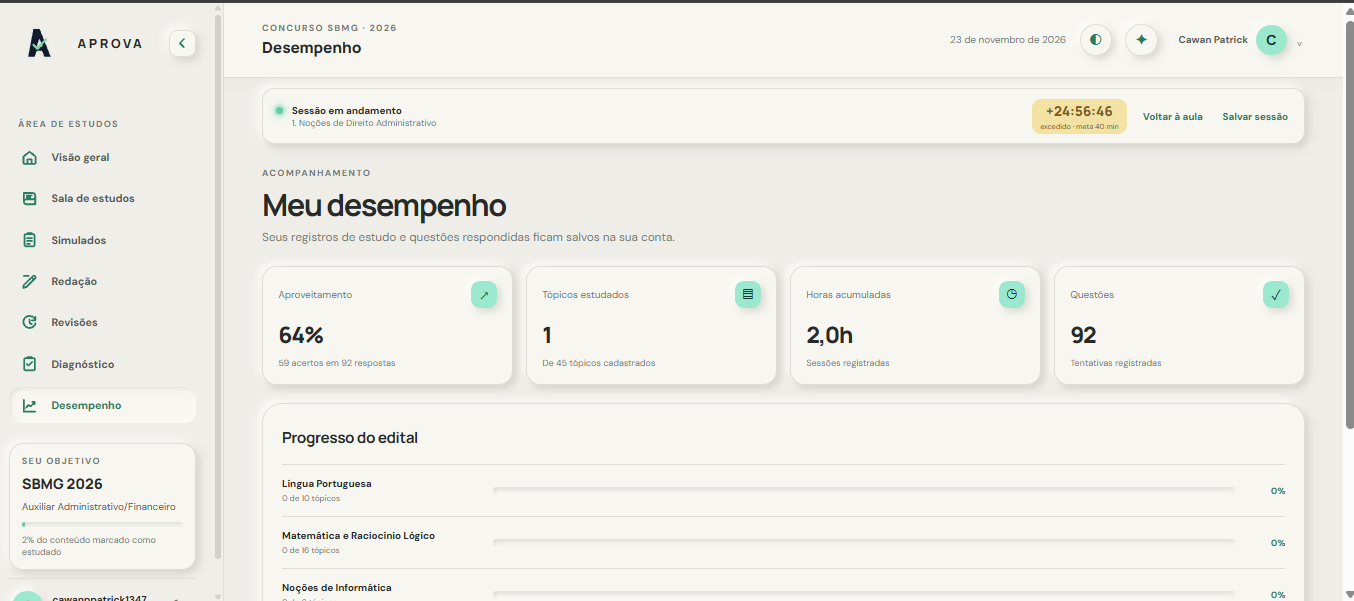 APROVA
ÁREA DE ESTUDOS
Visão geral
Sala de estudos
Simulados
Redação
Revisões
Diagnóstico
Desempenho
SEU OBJETIVO
SBMG 2026
Auxiliar Administrativo/Financeiro
2% do conteúdo marcado como
estudado
cawanppatrick1347
CONCURSO SBMG · 2026
Desempenho
23 de novembro de 2026
Cawan Patrick
C
Sessão em andamento
1. Noções de Direito Administrativo
+24:56:46
excedido · meta 40 min
Voltar à aula
Salvar sessão
ACOMPANHAMENTO
Meu desempenho
Seus registros de estudo e questões respondidas ficam salvos na sua conta.
Aproveitamento
64%
59 acertos em 92 respostas
Tópicos estudados
1
De 45 tópicos cadastrados
Horas acumuladas
2,0h
Sessões registradas
Questões
92
Tentativas registradas
Progresso do edital
Língua Portuguesa
0 de 10 tópicos
0%
Matemática e Raciocínio Lógico
0 de 16 tópicos
0%
Noções de Informática
0%